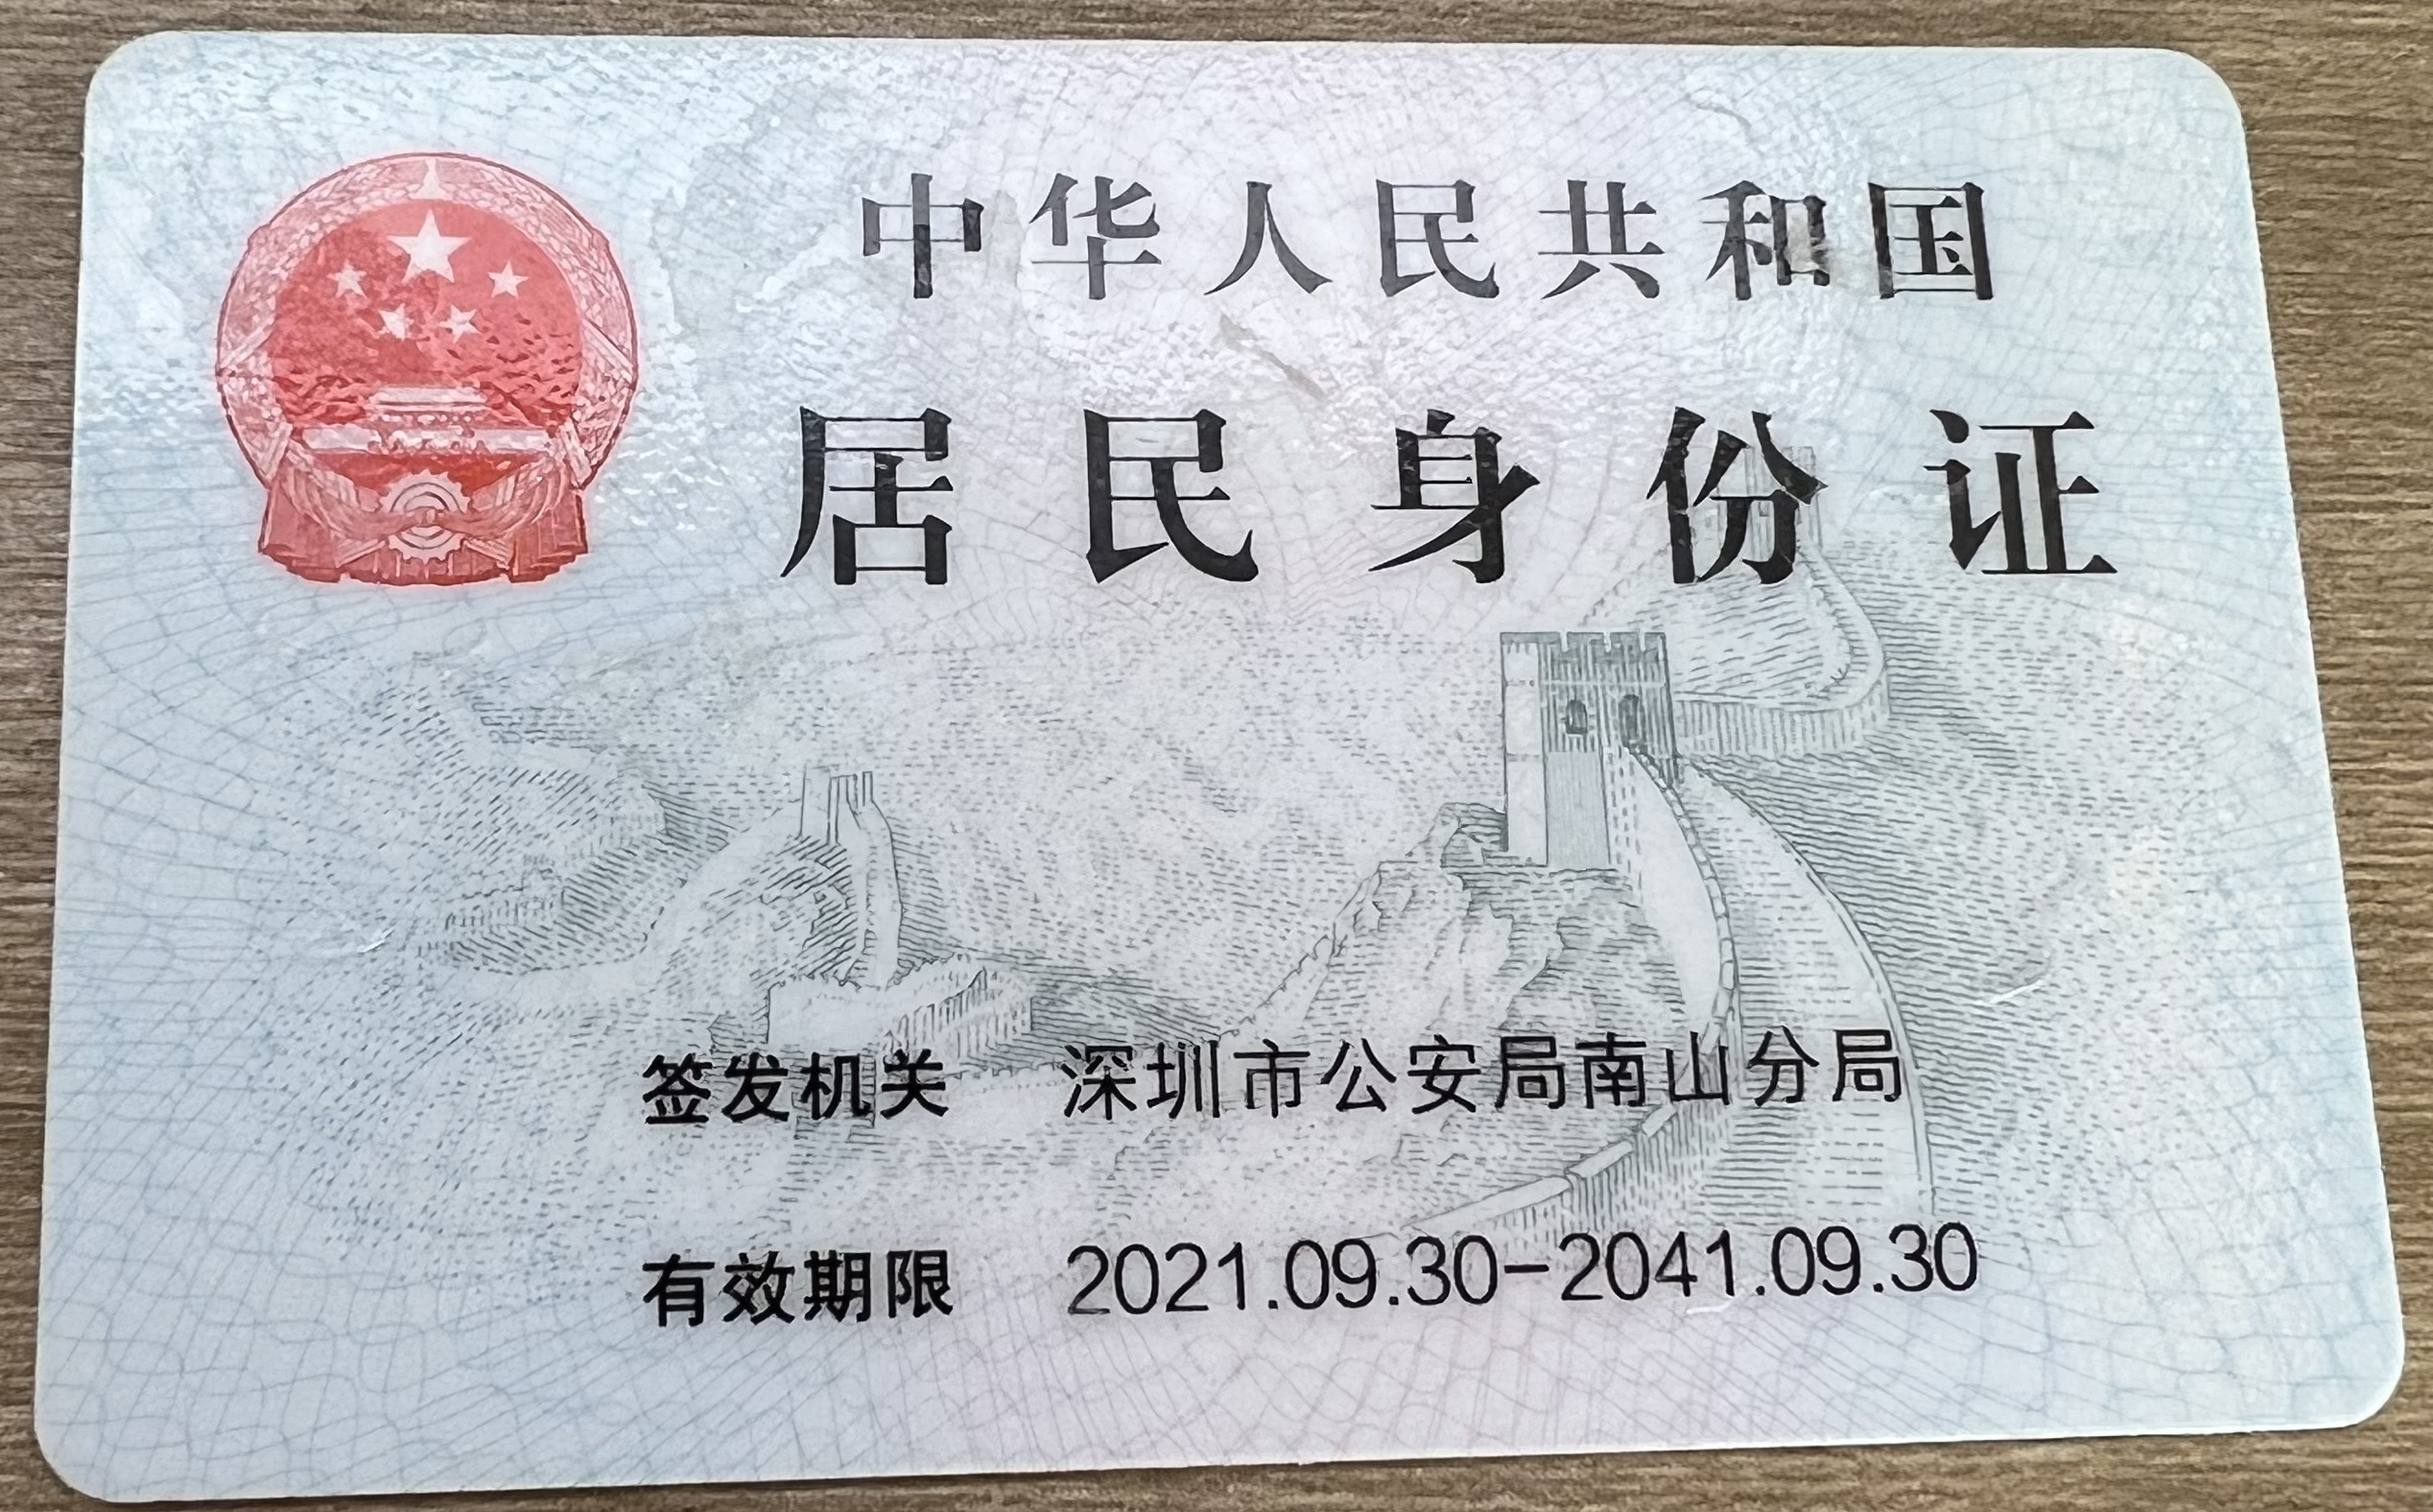 中华人民共和国
居民身份证
签发机关 深圳市公安局南山分局
有效期限 2021.09.30-2041.09.30